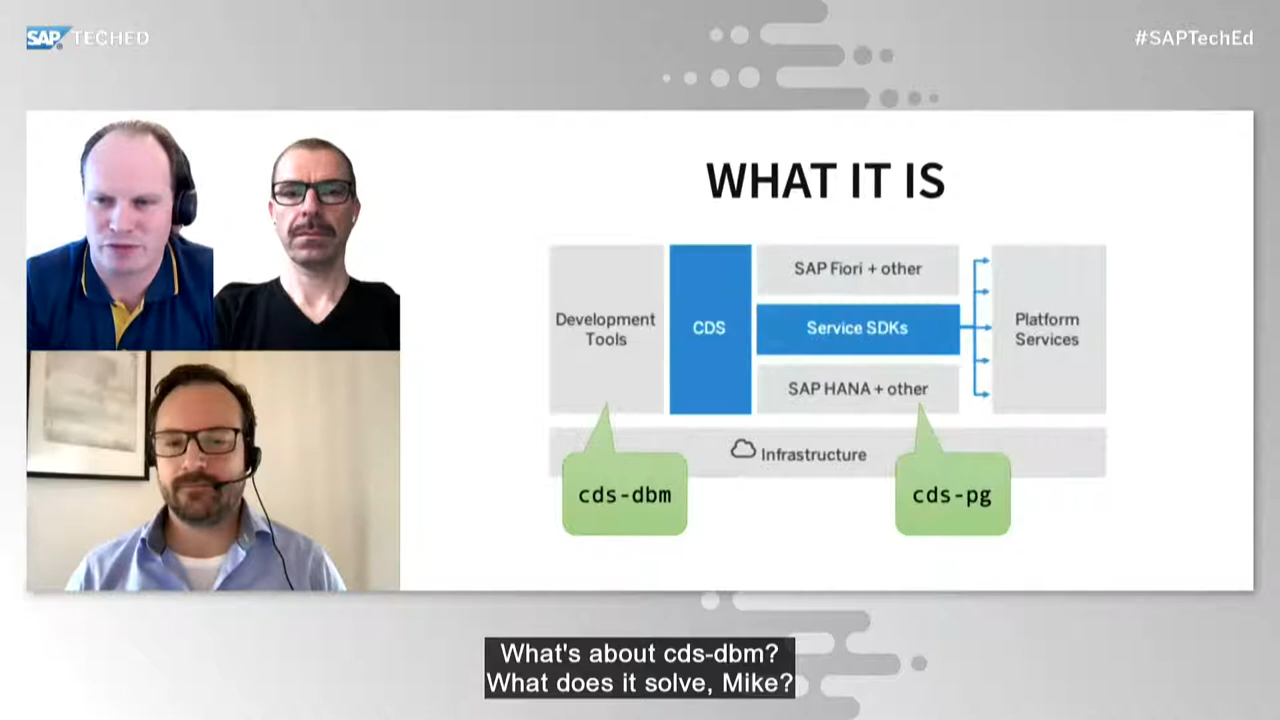 SAP TECHED
#SAPTechEd
WHAT IT IS
Development
Tools
CDS
SAP Fiori + other
Service SDKs
SAP HANA + other
Platform
Services
Infrastructure
cds-dbm
cds-pg
What's about cds-dbm?
What does it solve, Mike?